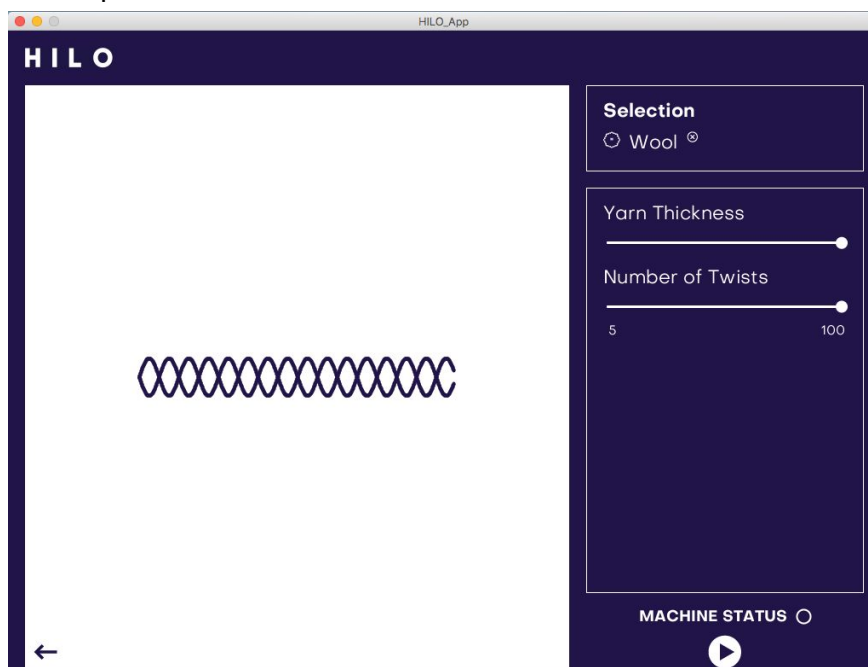 HILO_App
HILO
Selection
Wool
Yarn Thickness
Number of Twists
5 100
MACHINE STATUS